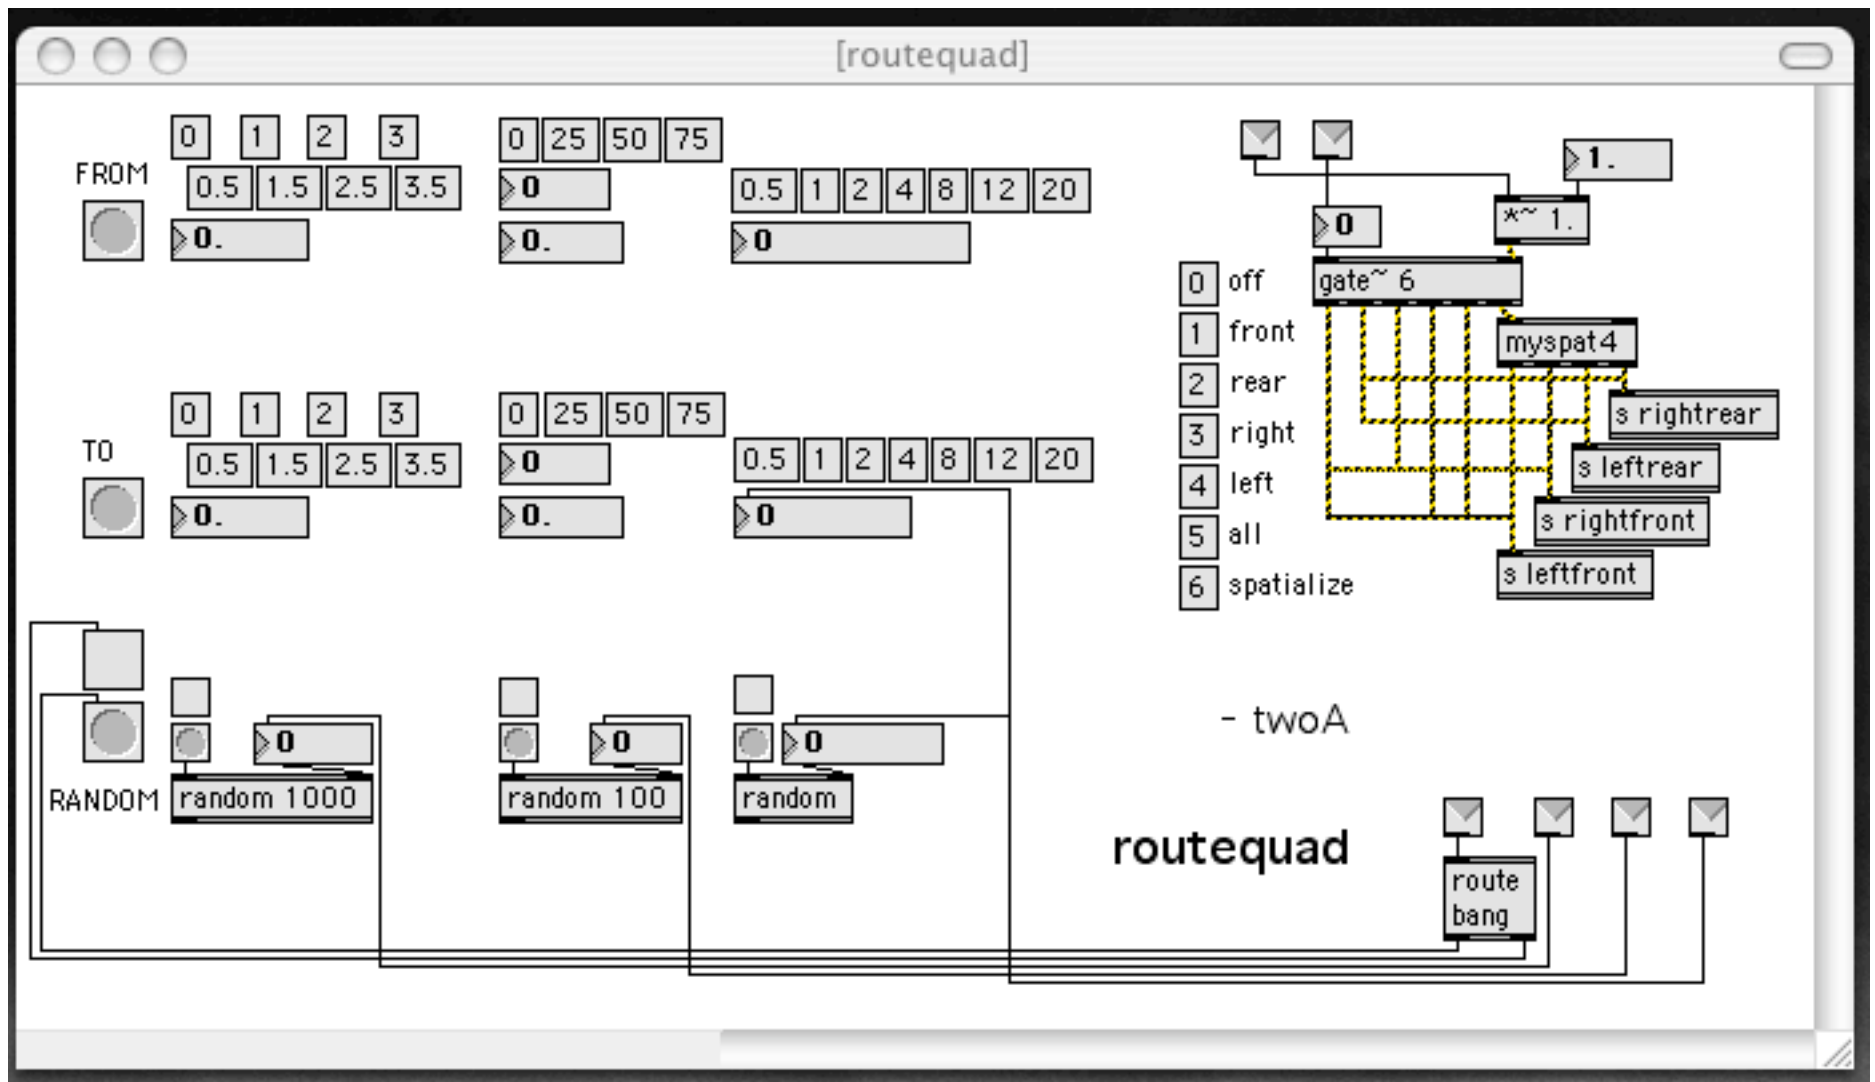 [routequad]
0 1 2 3
0 25 50 75
1.
FROM
0.5 1.5 2.5 3.5
0
0.5 1 2 4 8 12 20
*~ 1.
0.
0.
0
0
gate~ 6
0 off
1 front
myspat4
2 rear
3 right
4 left
5 all
6 spatialize
s rightrear
s leftrear
s rightfront
s leftfront
0 1 2 3
0 25 50 75
TO
0.5 1.5 2.5 3.5
0
0.5 1 2 4 8 12 20
0.
0.
0
- twoA
0
0
0
RANDOM
random 1000
random 100
random
routequad
route
bang